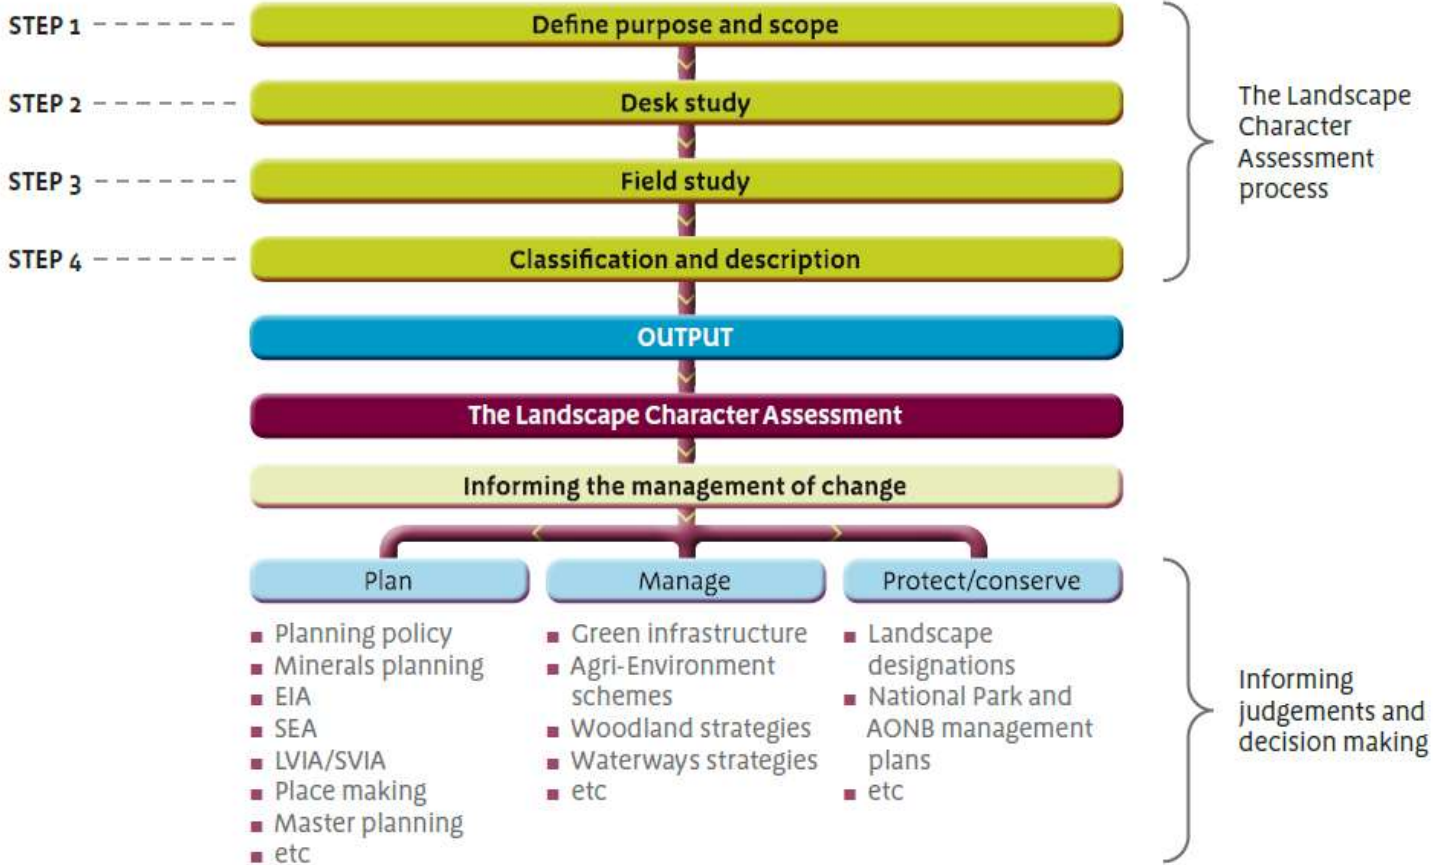 STEP 1
Define purpose and scope
STEP 2
Desk study
STEP 3
Field study
STEP 4
Classification and description
The Landscape
Character
Assessment
process
OUTPUT
The Landscape Character Assessment
Informing the management of change
Plan
Planning policy
Minerals planning
EIA
SEA
LVIA/SVIA
Place making
Master planning
etc
Manage
Green infrastructure
Agri-Environment
schemes
Woodland strategies
Waterways strategies
etc
Protect/conserve
Landscape
designations
National Park and
AONB management
plans
etc
Informing
judgements and
decision making